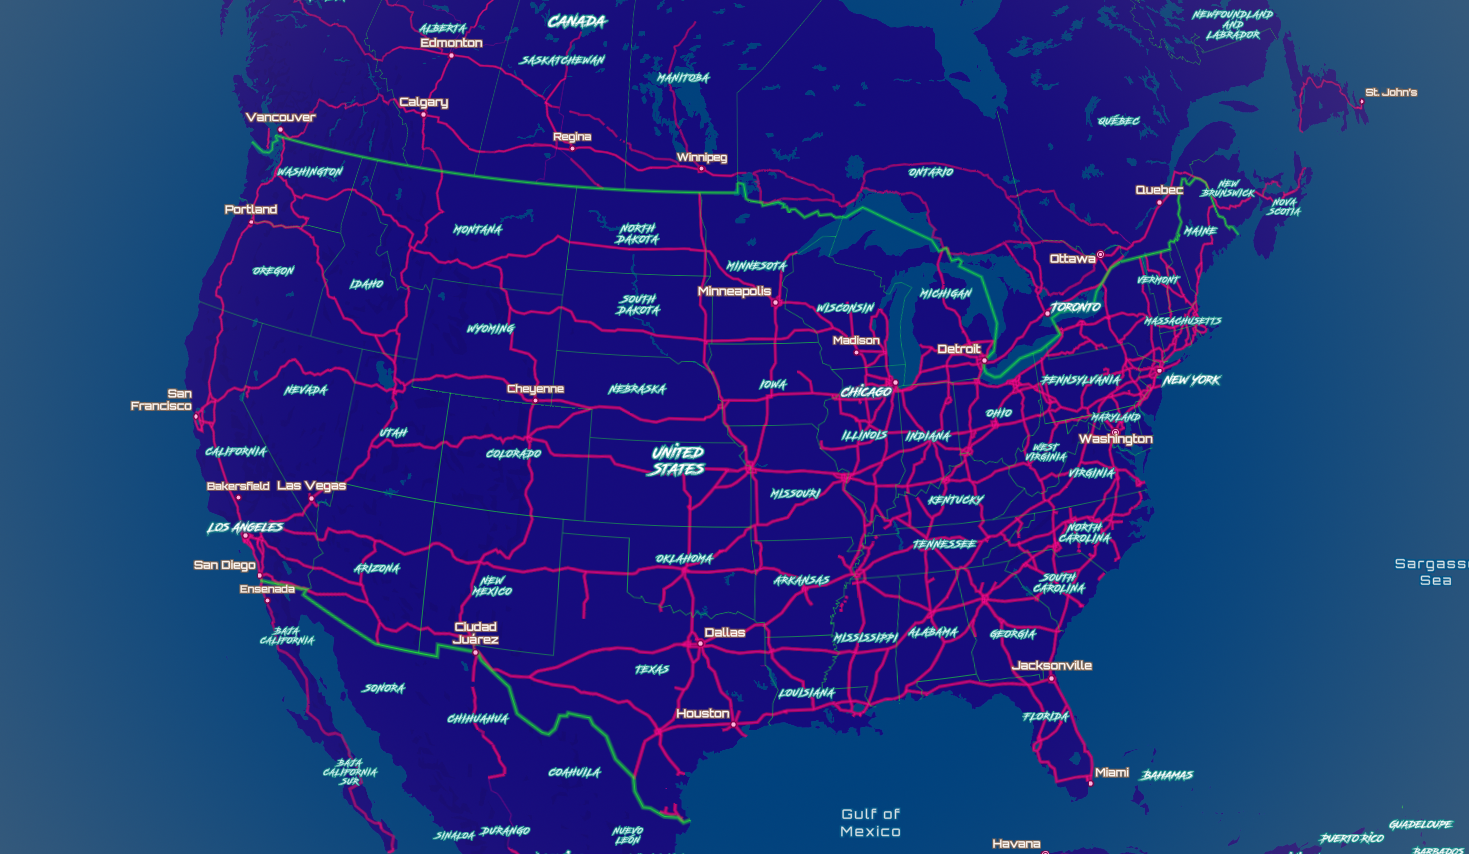 NEWFOUNDLAND
AND
LABRADOR
CANADA
ALBERTA
Edmonton
SASKATCHEWAN
MANITOBA
St. John's
Calgary
Vancouver
QUÉBEC
Regina
Winnipeg
WASHINGTON
ONTARIO
Quebec
NEW
BRUNSWICK
NOVA
SCOTIA
Portland
MONTANA
NORTH
DAKOTA
MAINE
Ottawa
OREGON
IDAHO
MINNESOTA
VERMONT
Minneapolis
MICHIGAN
SOUTH
DAKOTA
WISCONSIN
TORONTO
MASSACHUSETTS
WYOMING
Madison
Detroit
NEVADA
Cheyenne
NEBRASKA
IOWA
CHICAGO
PENNSYLVANIA
NEW YORK
San
Francisco
OHIO
MARYLAND
UTAH
ILLINOIS
INDIANA
Washington
CALIFORNIA
COLORADO
UNITED
STATES
WEST
VIRGINIA
VIRGINIA
Bakersfield
Las Vegas
MISSOURI
KENTUCKY
LOS ANGELES
NORTH
CAROLINA
TENNESSEE
San Diego
ARIZONA
OKLAHOMA
Sargasso
Sea
Ensenada
NEW
MEXICO
ARKANSAS
SOUTH
CAROLINA
BAJA
CALIFORNIA
Ciudad
Juárez
Dallas
MISSISSIPPI
ALABAMA
GEORGIA
TEXAS
Jacksonville
SONORA
LOUISIANA
CHIHUAHUA
Houston
FLORIDA
BAJA
CALIFORNIA
SUR
COAHUILA
Miami
BAHAMAS
Gulf of
Mexico
SINALOA
DURANGO
NUEVO
LEÓN
Havana
PUERTO RICO
GUADELOUPE
BARBADOS